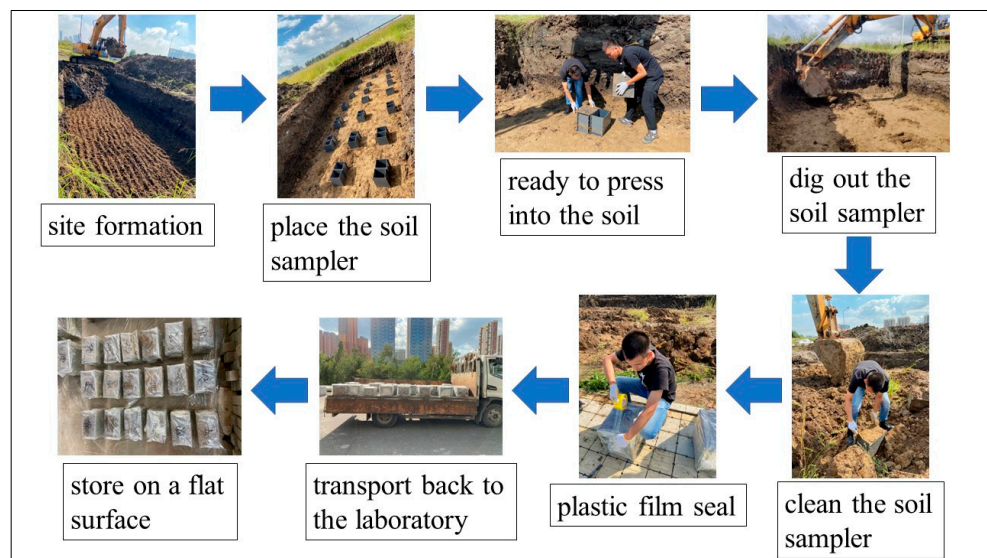 site formation
place the soil
sampler
ready to press
into the soil
dig out the
soil sampler
clean the soil
sampler
plastic film seal
transport back to
the laboratory
store on a flat
surface